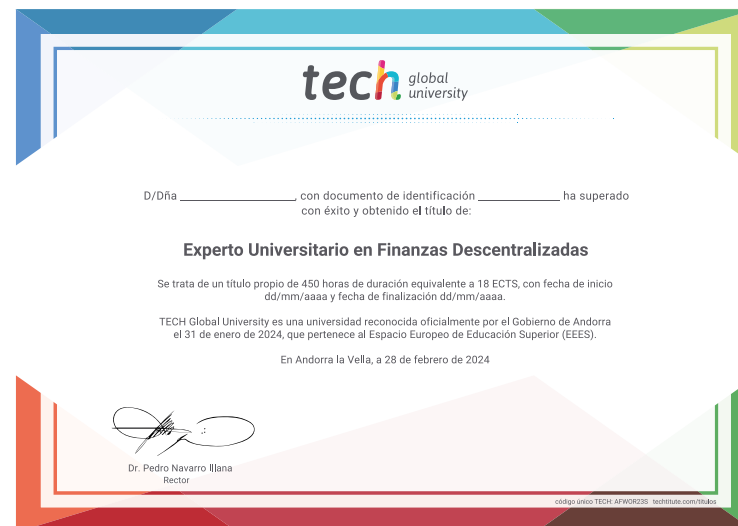 tech global university
D/Dña ______________, con documento de identificación __________ ha superado
con éxito y obtenido el título de:
Experto Universitario en Finanzas Descentralizadas
Se trata de un título propio de 450 horas de duración equivalente a 18 ECTS, con fecha de inicio
dd/mm/aaaa y fecha de finalización dd/mm/aaaa.
TECH Global University es una universidad reconocida oficialmente por el Gobierno de Andorra
el 31 de enero de 2024, que pertenece al Espacio Europeo de Educación Superior (EEES).
En Andorra la Vella, a 28 de febrero de 2024
Dr. Pedro Navarro Illana
Rector
código único TECH: AFWOR23S techtitute.com/titulos